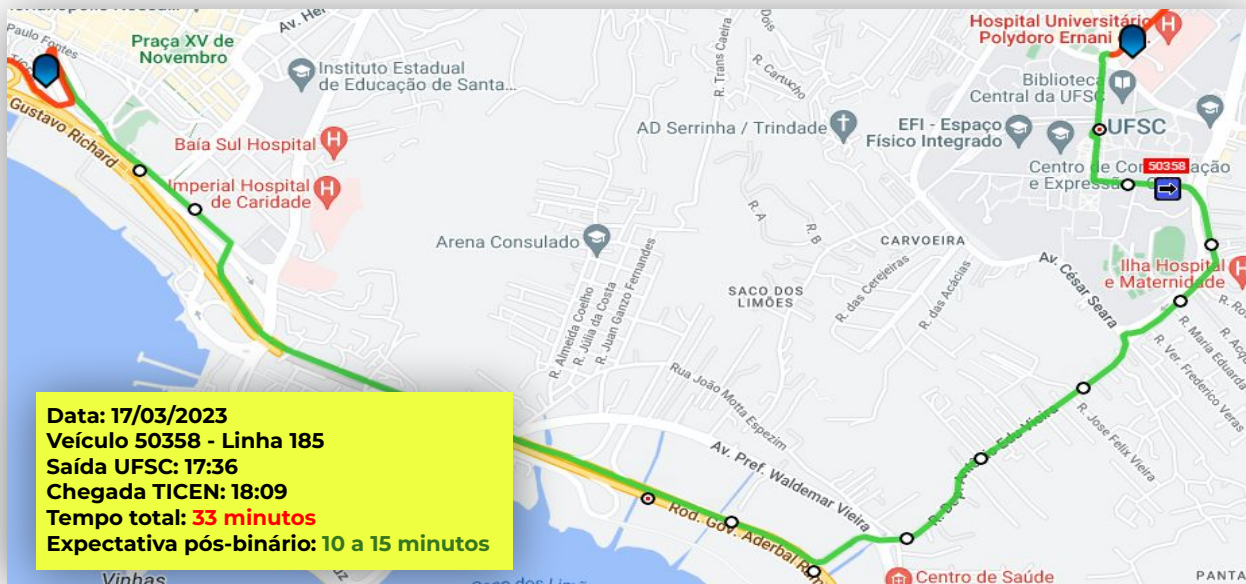 Hospital Universitário
Polydoro Ernani
Paulo Fontes
Av. Her
Praça XV de
Novembro
Instituto Estadual
de Educação de Santa...
R. Trans Caeira
Dois
R. Cartucho
Biblioteca
Central da UFSC
Gustavo Richard
AD Serrinha / Trindade
EFI - Espaço
Físico Integrado
UFSC
Baía Sul Hospital
50358
Centro de Com
ação
e Expressão
Imperial Hospital
de Caridade
R. A
R. B
Arena Consulado
CARVOEIRA
Av. César Seara
Ilha Hospital
e Maternidade
SACO DOS
LIMÕES
R. das Cerejeiras
R. das Acácias
R. Almeida Coelho
R. Júlia da Costa
R. Juan Ganzo Fernandes
R. Maria Eduarda
R. Ver. Frederico Veras
Rua João Motta Espezim
R. Jose Felix Vieira
Data: 17/03/2023
Veículo 50358 - Linha 185
Saída UFSC: 17:36
Chegada TICEN: 18:09
Tempo total: 33 minutos
Expectativa pós-binário: 10 a 15 minutos
Av. Pref. Waldemar Vieira
Rod. Gov. Aderbal Ram
Vinhas
Centro de Saúde
PANTA